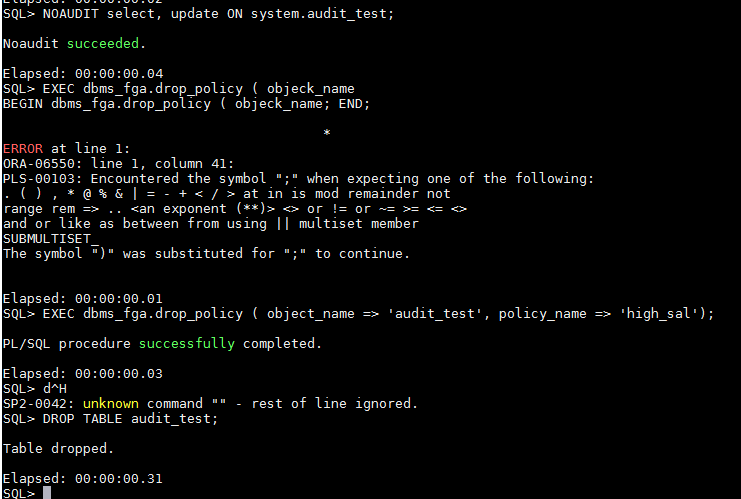 Elapsed: 00:00:00.02
SQL> NOAUDIT select, update ON system.audit_test;
Noaudit succeeded.
Elapsed: 00:00:00.04
SQL> EXEC dbms_fga.drop_policy ( objeck_name
BEGIN dbms_fga.drop_policy ( objeck_name; END;
*
ERROR at line 1:
ORA-06550: line 1, column 41:
PLS-00103: Encountered the symbol ";" when expecting one of the following:
. ( ) , * @ % & | = - + < / > at in is mod remainder not
range rem => .. <an exponent (**)> <> or != or ~= >= <= <>
and or like as between from using || multiset member
SUBMULTISET_
The symbol ")" was substituted for ";" to continue.
Elapsed: 00:00:00.01
SQL> EXEC dbms_fga.drop_policy ( object_name => 'audit_test', policy_name => 'high_sal');
PL/SQL procedure successfully completed.
Elapsed: 00:00:00.03
SQL> d^H
SP2-0042: unknown command "" - rest of line ignored.
SQL> DROP TABLE audit_test;
Table dropped.
Elapsed: 00:00:00.31
SQL>